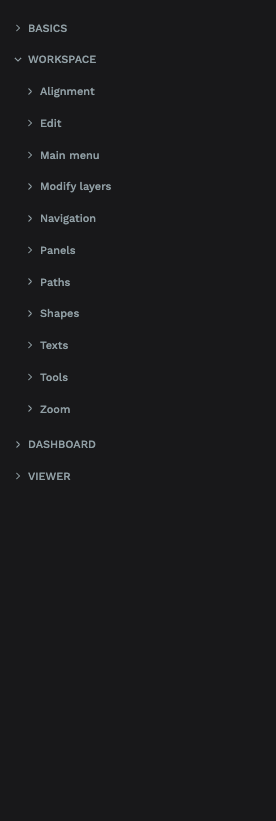 BASICS
WORKSPACE
Alignment
Edit
Main menu
Modify layers
Navigation
Panels
Paths
Shapes
Texts
Tools
Zoom
DASHBOARD
VIEWER